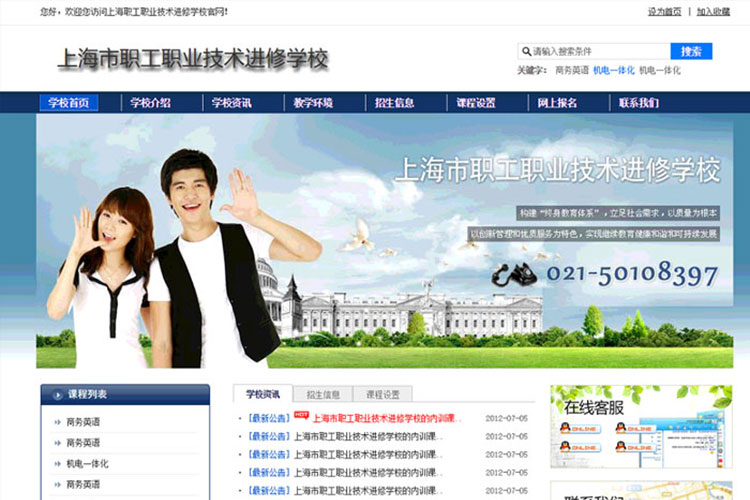 您好，欢迎您访问上海职工职业技术进修学校官网！
设为首页 | 加入收藏
上海市职工职业技术进修学校
请输入搜索条件 搜索
关键字： 商务英语 机电一体化 机电一体化
学校首页 学校介绍 学校资讯 教学环境 招生信息 课程设置 网上报名 联系我们
上海市职工职业技术进修学校
构建“终身教育体系”，立足社会需求，以质量为根本
以创新管理和优质服务为特色，实现继续教育健康和谐和可持续发展
021-50108397
课程列表
商务英语
商务英语
机电一体化
商务英语
学校资讯 招生信息 课程设置
[最新公告] HOT 上海市职工职业技术进修学校的内训课.. 2012-07-05
[最新公告] 上海市职工职业技术进修学校的内训课.. 2012-07-05
[最新公告] 上海市职工职业技术进修学校的内训课.. 2012-07-05
[最新公告] 上海市职工职业技术进修学校的内训课.. 2012-07-05
[最新公告] 上海市职工职业技术进修学校的内训课.. 2012-07-05
在线客服
ONLINE ONLINE
ONLINE ONLINE
联系我们